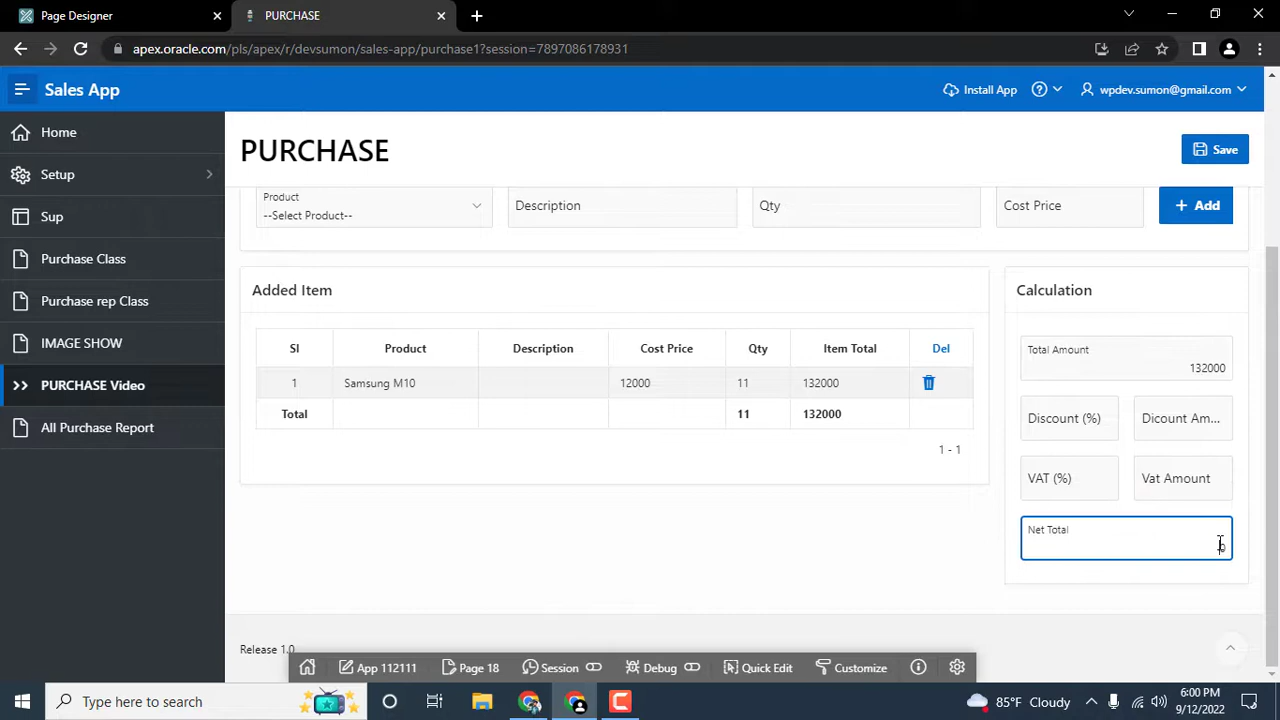 Page Designer
PURCHASE
apex.oracle.com/pls/apex/r/devsumon/sales-app/purchase1?session=7897086178931
Sales App
Install App
wpdev.sumon@gmail.com
Home
Setup
Sup
Purchase Class
Purchase rep Class
IMAGE SHOW
PURCHASE Video
All Purchase Report
PURCHASE
Save
Product
--Select Product--
Description
Qty
Cost Price
+ Add
Added Item
Sl Product Description Cost Price Qty Item Total Del
1 Samsung M10 12000 11 132000
Total 11 132000
1 - 1
Calculation
Total Amount
132000
Discount (%)
Dicount Am...
VAT (%)
Vat Amount
Net Total
0
Release 1.0
App 112111
Page 18
Session
Debug
Quick Edit
Customize
Type here to search
85°F Cloudy
6:00 PM
9/12/2022